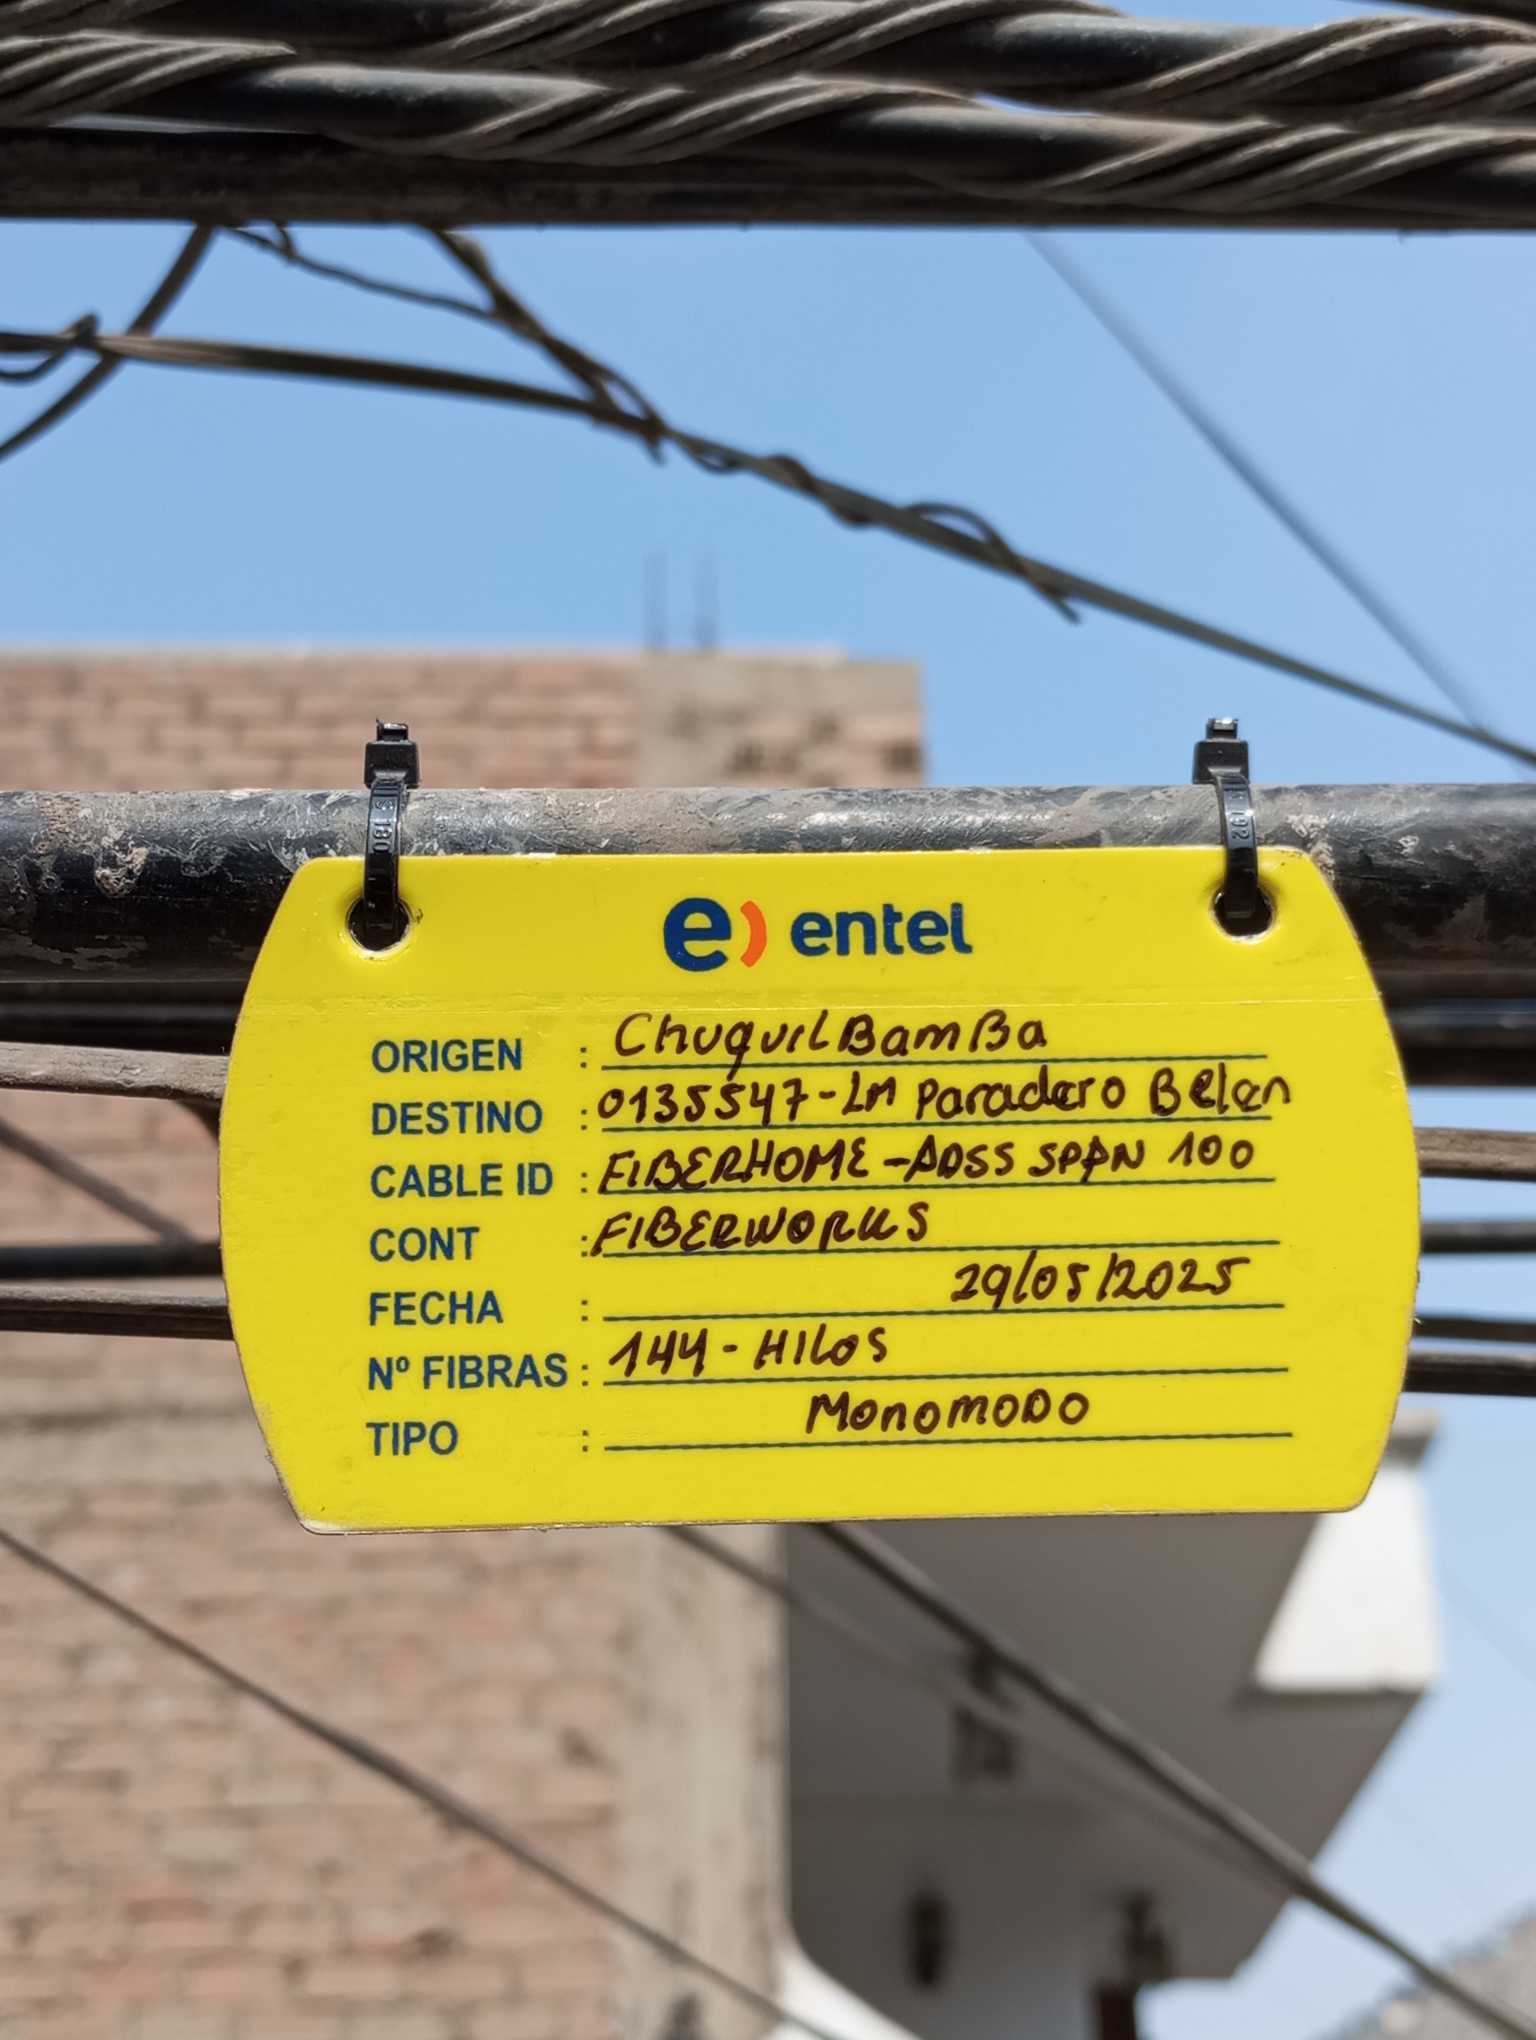 e) entel
ORIGEN : ChuquilBamBa
DESTINO : 0135547-LM Paradero Belen
CABLE ID : FIBERHOME-ADSS SPAN 100
CONT : FIBERWORKS
FECHA : 29/05/2025
Nº FIBRAS : 144-HILOS
TIPO : MonomoDO